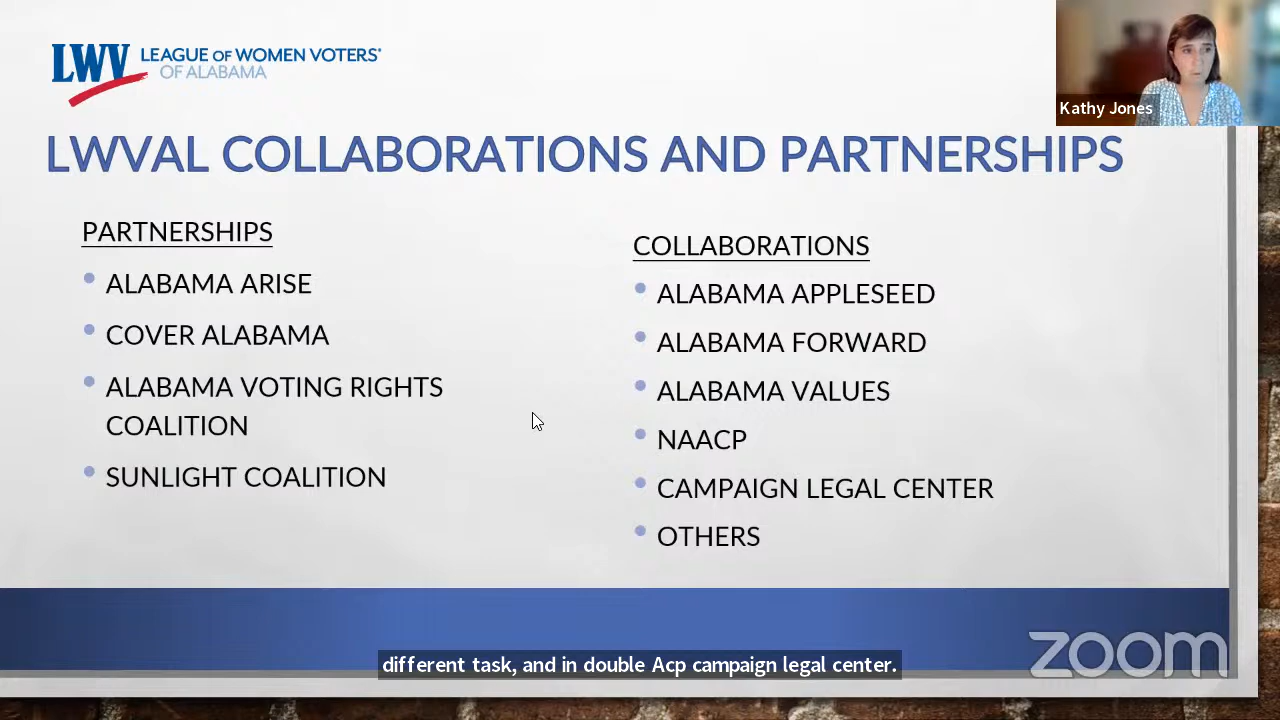 LWV LEAGUE OF WOMEN VOTERS®
OF ALABAMA
Kathy Jones
LWVAL COLLABORATIONS AND PARTNERSHIPS
PARTNERSHIPS
ALABAMA ARISE
COVER ALABAMA
ALABAMA VOTING RIGHTS
COALITION
SUNLIGHT COALITION
COLLABORATIONS
ALABAMA APPLESEED
ALABAMA FORWARD
ALABAMA VALUES
NAACP
CAMPAIGN LEGAL CENTER
OTHERS
zoom
different task, and in double Acp campaign legal center.